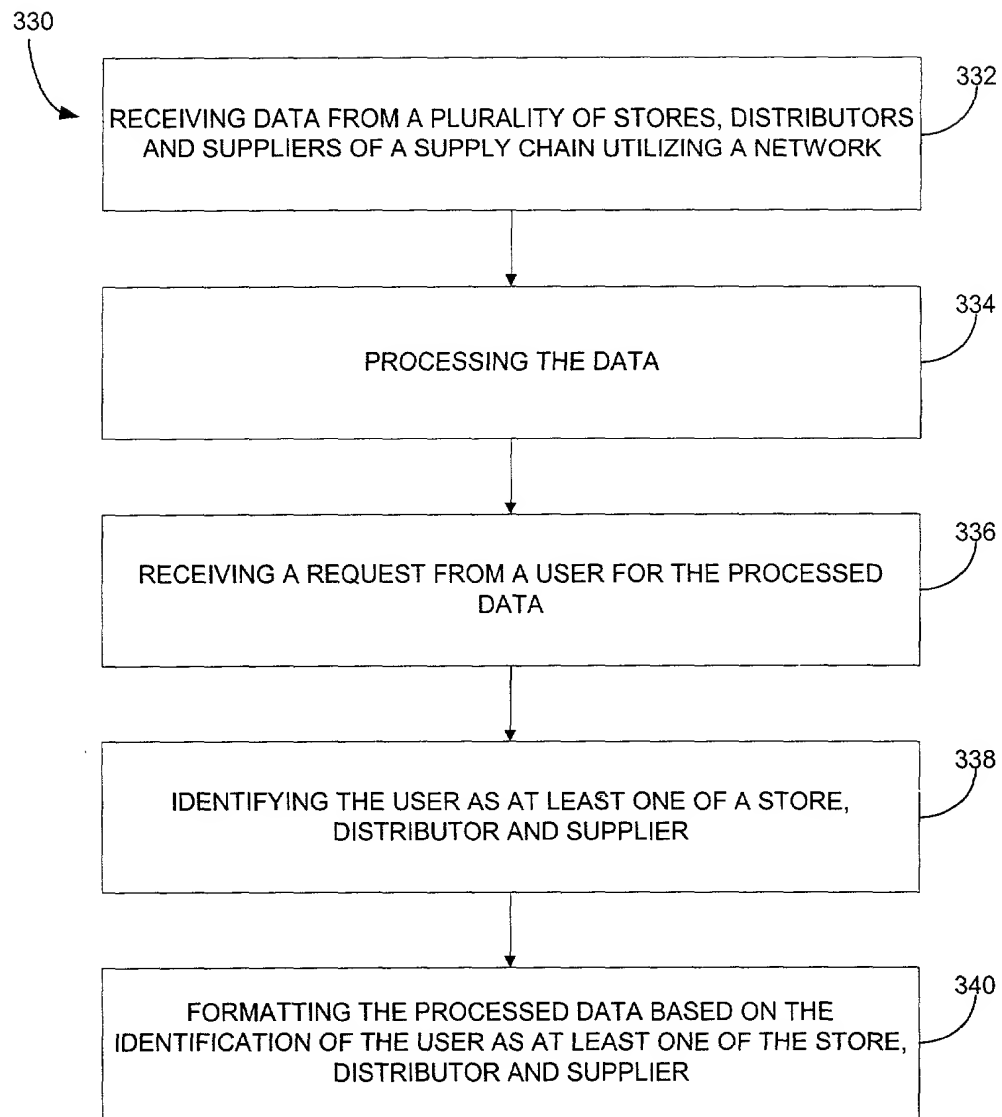 330
332
RECEIVING DATA FROM A PLURALITY OF STORES, DISTRIBUTORS
AND SUPPLIERS OF A SUPPLY CHAIN UTILIZING A NETWORK
334
PROCESSING THE DATA
336
RECEIVING A REQUEST FROM A USER FOR THE PROCESSED
DATA
338
IDENTIFYING THE USER AS AT LEAST ONE OF A STORE,
DISTRIBUTOR AND SUPPLIER
340
FORMATTING THE PROCESSED DATA BASED ON THE
IDENTIFICATION OF THE USER AS AT LEAST ONE OF THE STORE,
DISTRIBUTOR AND SUPPLIER